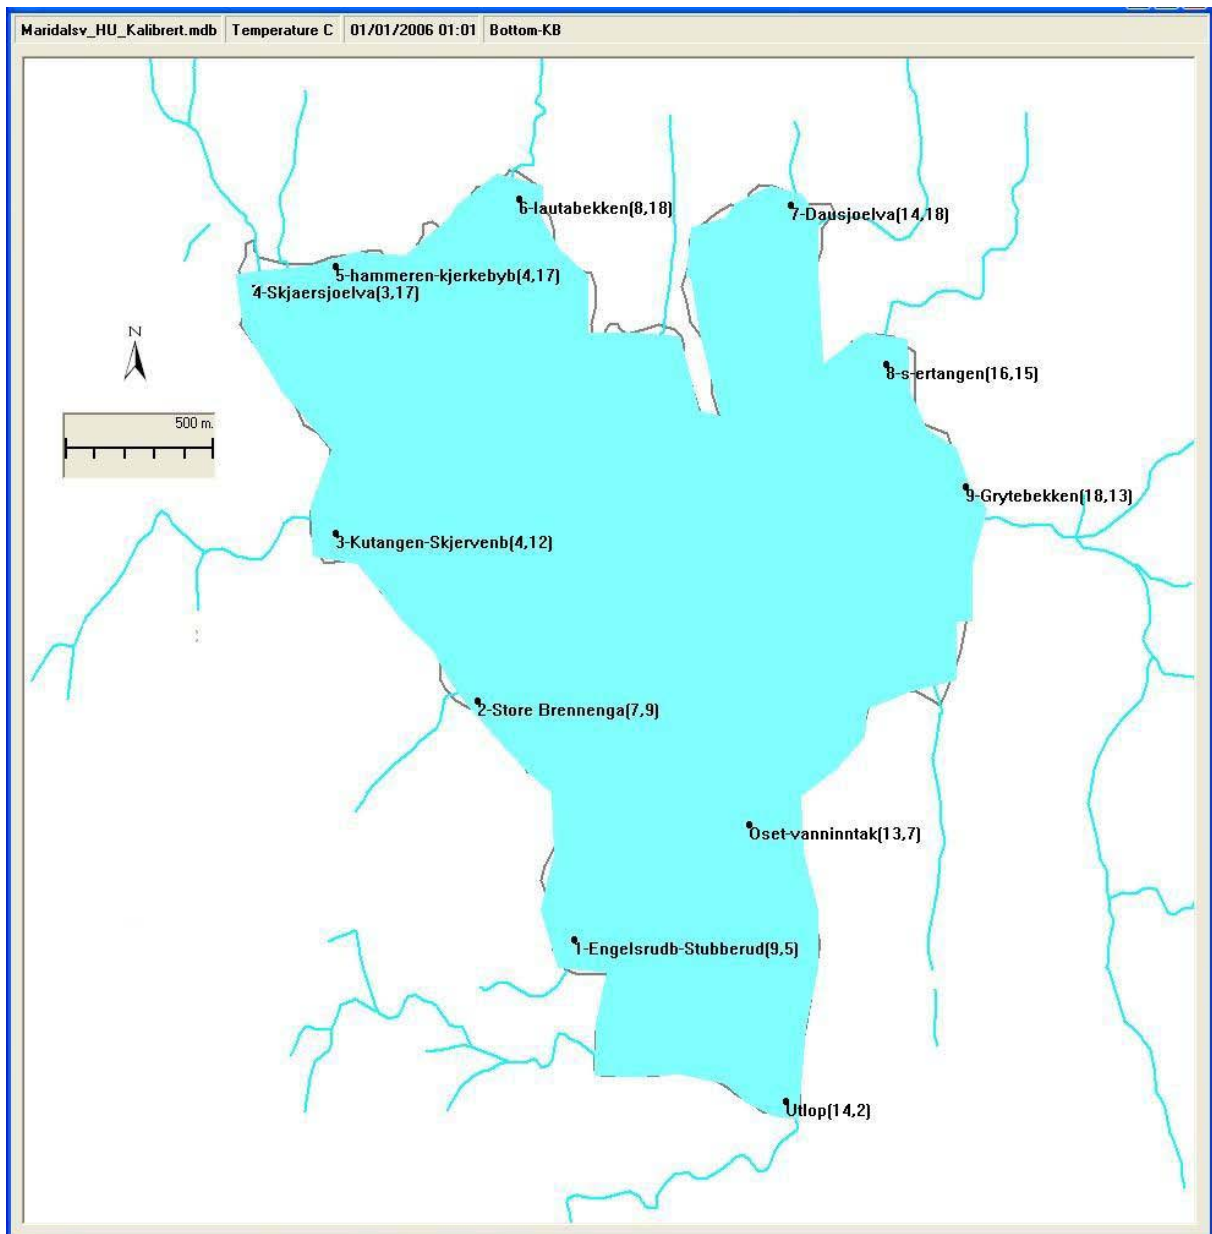 Maridalsv_HU_Kalibrert.mdb Temperature C 01/01/2006 01:01 Bottom-KB
6-lautabekken(8,18)
7-Dausjoelva(14,18)
5-hammeren-kjerkebyb(4,17)
4-Skjaersjoelva(3,17)
N
8-s-ertangen(16,15)
500 m.
9-Grytebekken(18,13)
3-Kutangen-Skjervenb(4,12)
2-Store Brennenga(7,9)
Oset-vanninntak(13,7)
1-Engelsrudb-Stubberud(9,5)
Utlop(14,2)